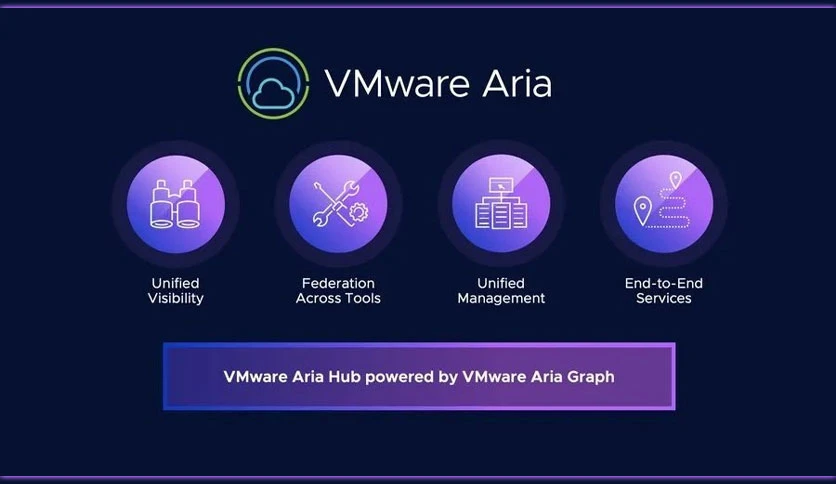 VMware Aria
Unified
Visibility
Federation
Across Tools
Unified
Management
End-to-End
Services
VMware Aria Hub powered by VMware Aria Graph